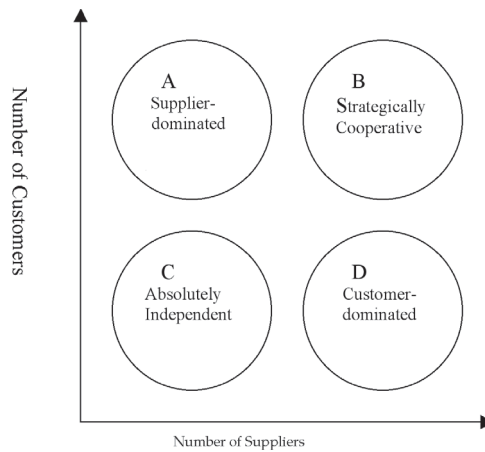 Number of Customers
A
Supplier-
dominated
B
Strategically
Cooperative
C
Absolutely
Independent
D
Customer-
dominated
Number of Suppliers